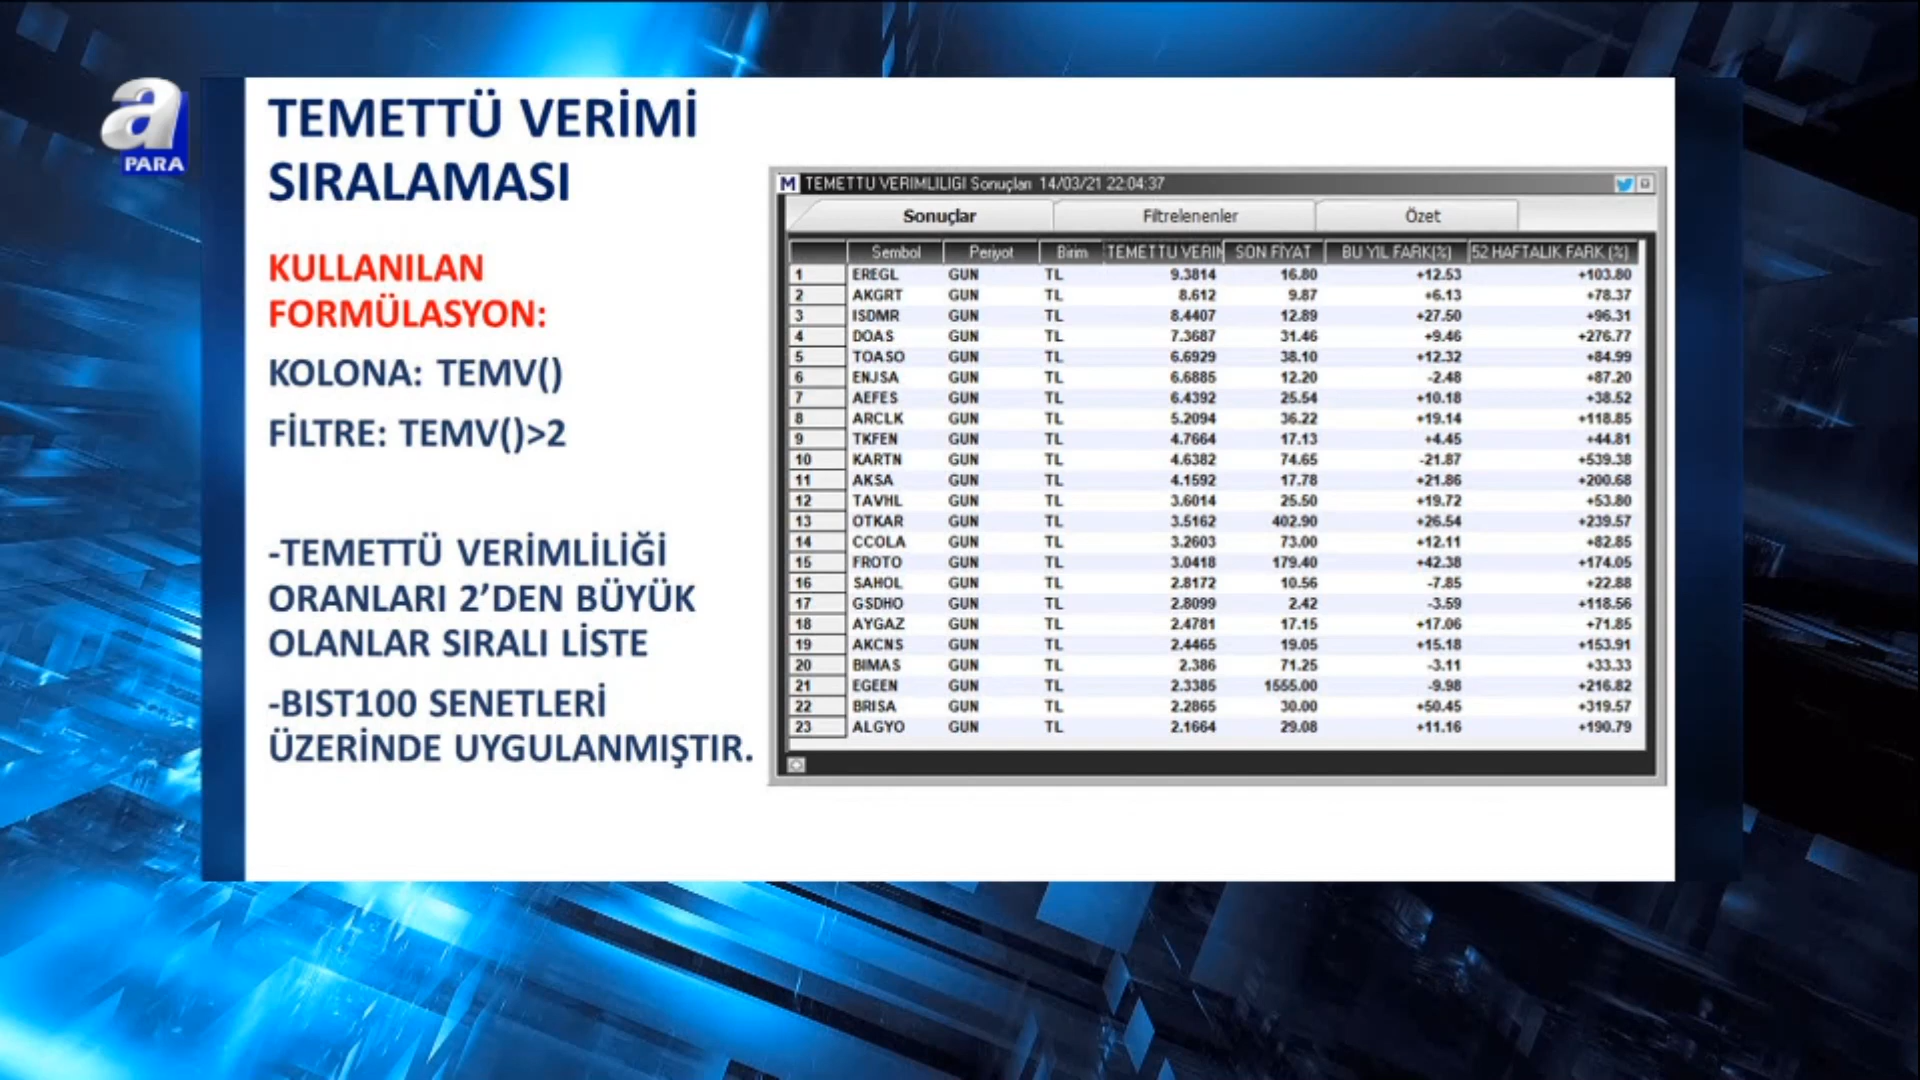 a
PARA
TEMETTÜ VERİMİ
SIRALAMASI
KULLANILAN
FORMÜLASYON:
KOLONA: TEMV()
FİLTRE: TEMV()>2
-TEMETTÜ VERİMLİLİĞİ
ORANLARI 2’DEN BÜYÜK
OLANLAR SIRALI LİSTE
-BIST100 SENETLERİ
ÜZERİNDE UYGULANMIŞTIR.
M TEMETTU VERIMLILIGI Sonuçları 14/03/21 22:04:37
Sonuçlar Filtrelenenler Özet
Sembol Periyot Birim TEMETTU VERIM SON FIYAT BU YIL FARK(%) 52 HAFTALIK FARK (%)
1 EREGL GUN TL 9.3814 16.80 +12.53 +103.80
2 AKGRT GUN TL 8.612 9.87 +6.13 +78.37
3 ISDMR GUN TL 8.4407 12.89 +27.50 +96.31
4 DOAS GUN TL 7.3687 31.46 +9.46 +276.77
5 TOASO GUN TL 6.6929 38.10 +12.32 +84.99
6 ENJSA GUN TL 6.6885 12.20 -2.48 +87.20
7 AEFES GUN TL 6.4392 25.54 +10.18 +38.52
8 ARCLK GUN TL 5.2094 36.22 +19.14 +118.85
9 TKFEN GUN TL 4.7664 17.13 +4.45 +44.81
10 KARTN GUN TL 4.6382 74.65 -21.87 +539.38
11 AKSA GUN TL 4.1592 17.78 +21.86 +200.68
12 TAVHL GUN TL 3.6014 25.50 +19.72 +53.80
13 OTKAR GUN TL 3.5162 402.90 +26.54 +239.57
14 CCOLA GUN TL 3.2603 73.00 +12.11 +82.85
15 FROTO GUN TL 3.0418 179.40 +42.38 +174.05
16 SAHOL GUN TL 2.8172 10.56 -7.85 +22.88
17 GSDHO GUN TL 2.8099 2.42 -3.59 +118.56
18 AYGAZ GUN TL 2.4781 17.15 +17.06 +71.85
19 AKCNS GUN TL 2.4465 19.05 +15.18 +153.91
20 BIMAS GUN TL 2.386 71.25 -3.11 +33.33
21 EGEEN GUN TL 2.3385 1555.00 -9.98 +216.82
22 BRISA GUN TL 2.2865 30.00 +50.45 +319.57
23 ALGYO GUN TL 2.1664 29.08 +11.16 +190.79